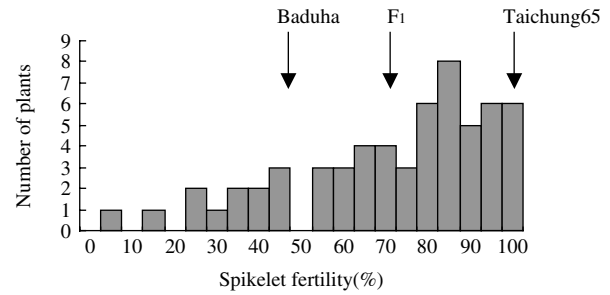 Baduha F1 Taichung65
Number of plants
9
8
7
6
5
4
3
2
1
0
0 10 20 30 40 50 60 70 80 90 100
Spikelet fertility(%)